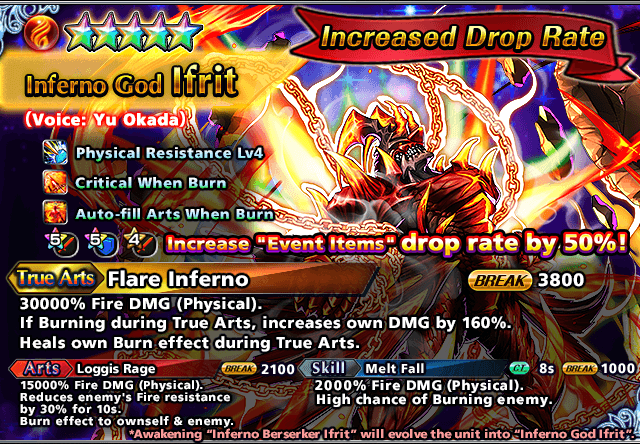 Increased Drop Rate
Inferno God Ifrit
(Voice: Yu Okada)
Physical Resistance Lv4
Critical When Burn
Auto-fill Arts When Burn
5 5 4 Increase "Event Items" drop rate by 50%!
True Arts Flare Inferno BREAK 3800
30000% Fire DMG (Physical).
If Burning during True Arts, increases own DMG by 160%.
Heals own Burn effect during True Arts.
Arts Loggis Rage BREAK 2100
15000% Fire DMG (Physical).
Reduces enemy's Fire resistance
by 30% for 10s.
Burn effect to ownself & enemy.
Skill Melt Fall CT 8s BREAK 1000
2000% Fire DMG (Physical).
High chance of Burning enemy.
*Awakening "Inferno Berserker Ifrit" will evolve the unit into "Inferno God Ifrit".